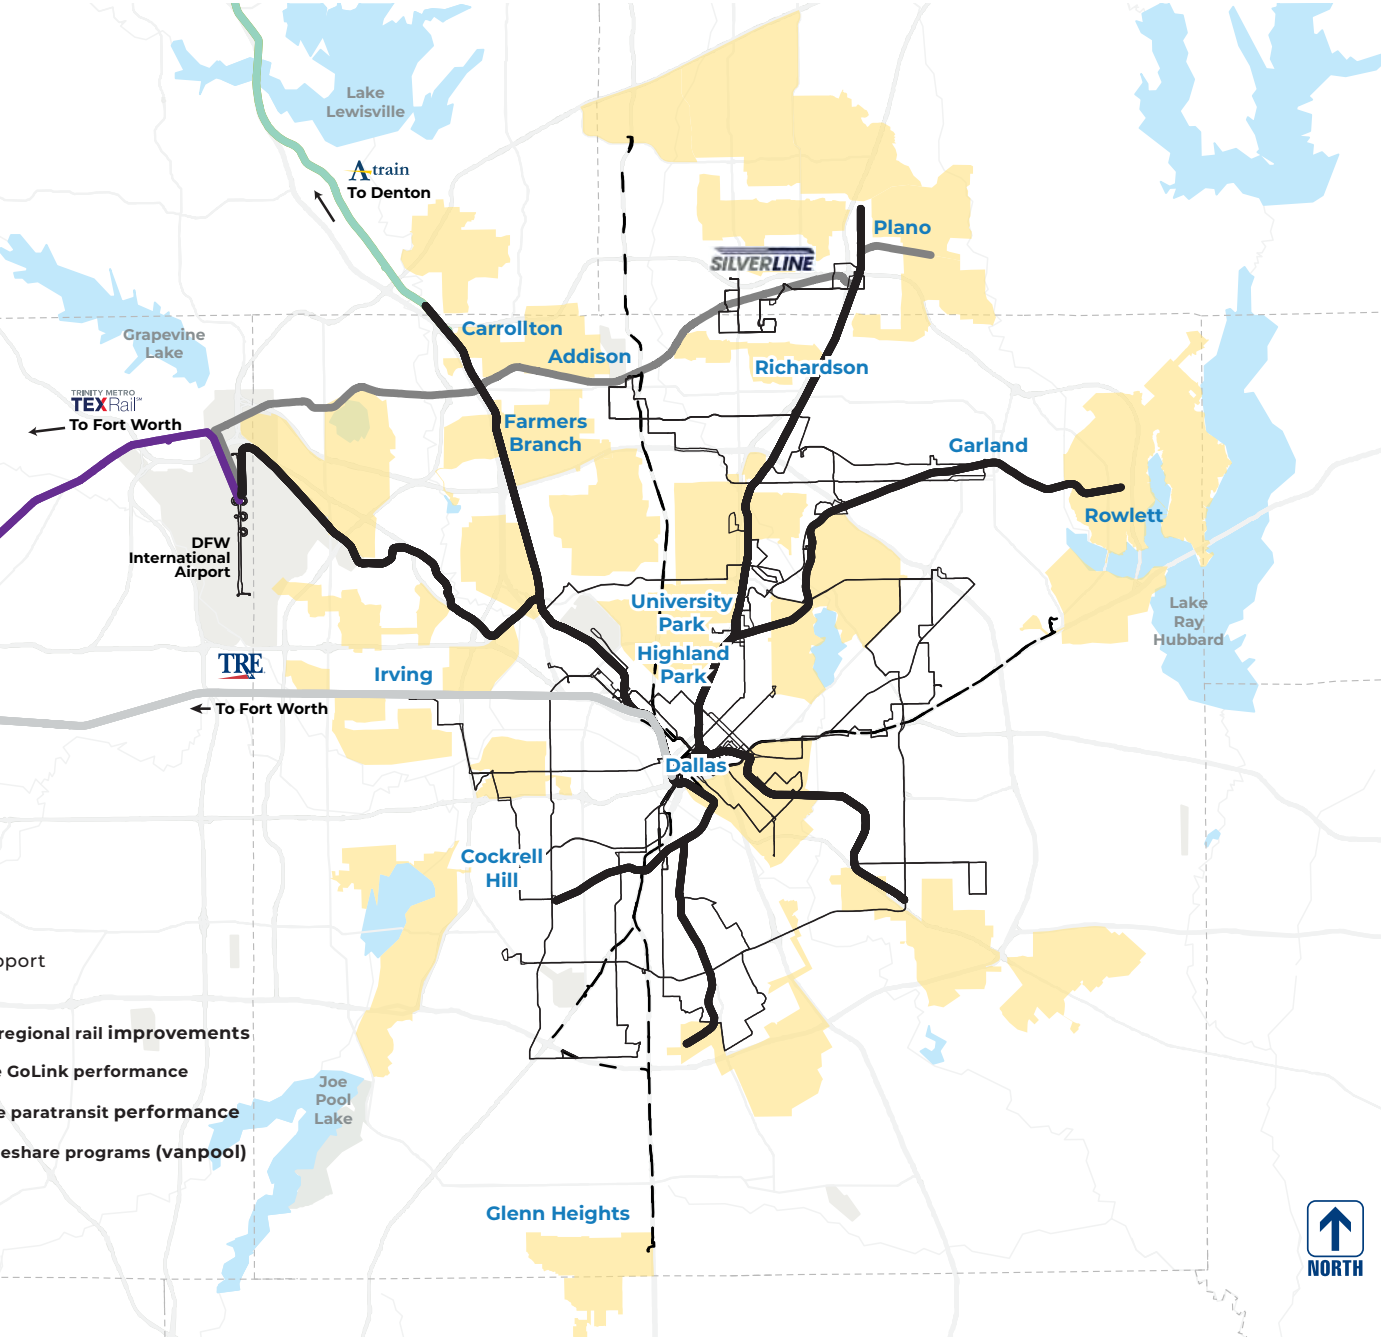 Lake
Lewisville
A train
To Denton
Plano
SILVERLINE
Carrollton
Grapevine
Lake
Addison
Richardson
TRINITY METRO
TEXRail℠
To Fort Worth
Farmers
Branch
Garland
Rowlett
DFW
International
Airport
University
Park
Highland
Park
Lake
Ray
Hubbard
TRE
Irving
To Fort Worth
Dallas
Cockrell
Hill
pport
regional rail improvements
e GoLink performance
e paratransit performance
eshare programs (vanpool)
Joe
Pool
Lake
Glenn Heights
NORTH